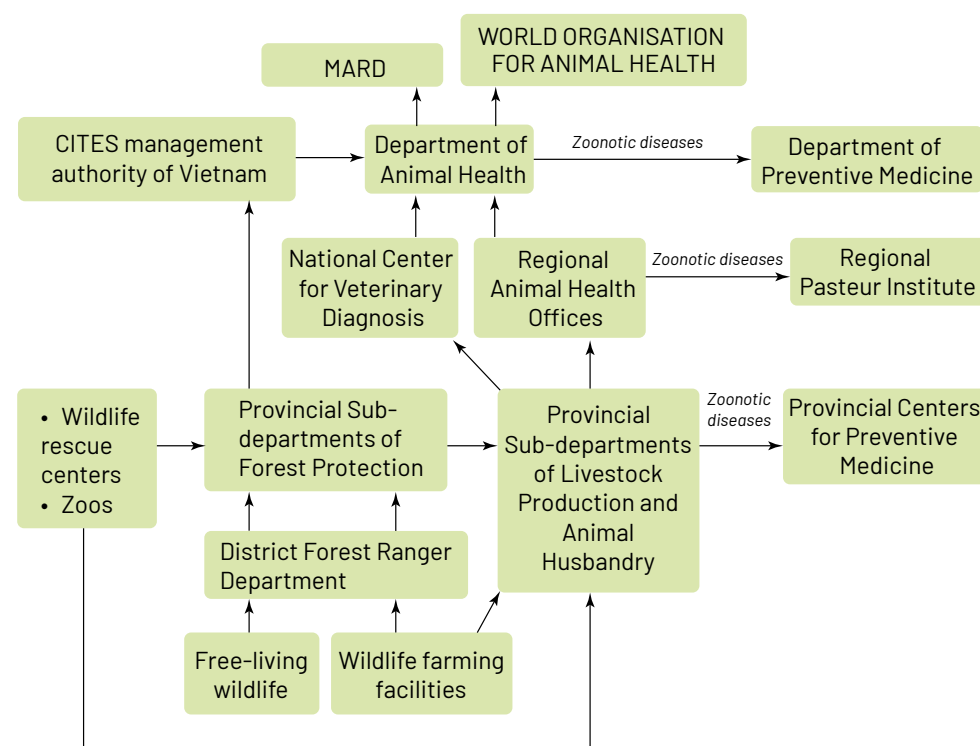 MARD
WORLD ORGANISATION
FOR ANIMAL HEALTH
CITES management
authority of Vietnam
Department of
Animal Health
Zoonotic diseases
Department of
Preventive Medicine
National Center
for Veterinary
Diagnosis
Regional
Animal Health
Offices
Zoonotic diseases
Regional
Pasteur Institute
• Wildlife
rescue
centers
• Zoos
Provincial Sub-
departments of
Forest Protection
Provincial
Sub-departments
of Livestock
Production and
Animal
Husbandry
Zoonotic
diseases
Provincial Centers
for Preventive
Medicine
District Forest Ranger
Department
Free-living
wildlife
Wildlife farming
facilities